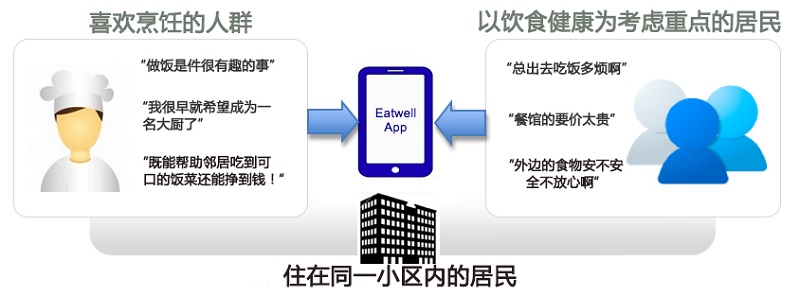 喜欢烹饪的人群
以饮食健康为考虑重点的居民
“做饭是件很有趣的事”
“我很早就希望成为一
名大厨了”
“既能帮助邻居吃到可
口的饭菜还能挣到钱！“
Eatwell
App
“总出去吃饭多烦啊”
“餐馆的要价太贵”
“外边的食物安不安
全不放心啊”
住在同一小区内的居民